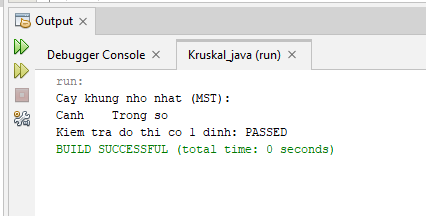 Output
Debugger Console
Kruskal_java (run)
run:
Cay khung nho nhat (MST):
Canh    Trong so
Kiem tra do thi co 1 dinh: PASSED
BUILD SUCCESSFUL (total time: 0 seconds)